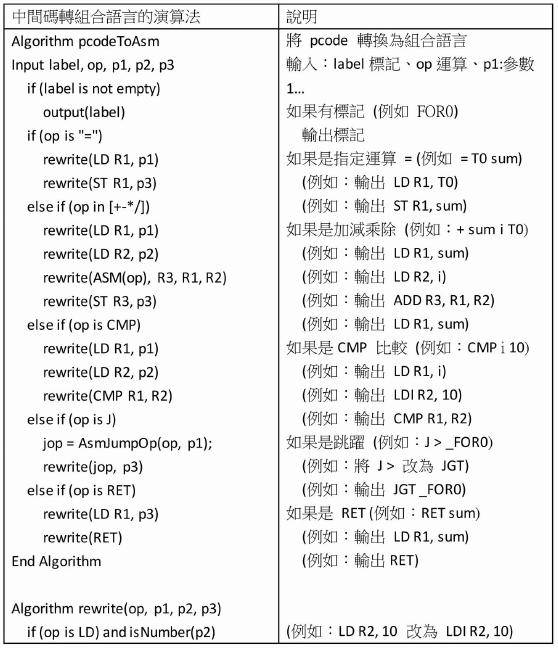 中間碼轉組合語言的演算法
說明
Algorithm pcodeToAsm
Input label, op, p1, p2, p3
if (label is not empty)
output(label)
if (op is "=")
rewrite(LD R1, p1)
rewrite(ST R1, p3)
else if (op in [+-*/])
rewrite(LD R1, p1)
rewrite(LD R2, p2)
rewrite(ASM(op), R3, R1, R2)
rewrite(ST R3, p3)
else if (op is CMP)
rewrite(LD R1, p1)
rewrite(LD R2, p2)
rewrite(CMP R1, R2)
else if (op is J)
jop = AsmJumpOp(op, p1);
rewrite(jop, p3)
else if (op is RET)
rewrite(LD R1, p3)
rewrite(RET)
End Algorithm
Algorithm rewrite(op, p1, p2, p3)
if (op is LD) and isNumber(p2)
將 pcode 轉換為組合語言
輸入：label 標記、op 運算、p1:參數
1…
如果有標記 (例如 FOR0)
輸出標記
如果是指定運算 = (例如 = T0 sum)
(例如：輸出 LD R1, T0)
(例如：輸出 ST R1, sum)
如果是加減乘除 (例如：+ sum i T0)
(例如：輸出 LD R1, sum)
(例如：輸出 LD R2, i)
(例如：輸出 ADD R3, R1, R2)
(例如：輸出 LD R1, sum)
如果是 CMP 比較 (例如：CMP i 10)
(例如：輸出 LD R1, i)
(例如：輸出 LDI R2, 10)
(例如：輸出 CMP R1, R2)
如果是跳躍 (例如：J > _FOR0)
(例如：將 J > 改為 JGT)
(例如：輸出 JGT _FOR0)
如果是 RET (例如：RET sum)
(例如：輸出 LD R1, sum)
(例如：輸出 RET)
(例如：LD R2, 10 改為 LDI R2, 10)